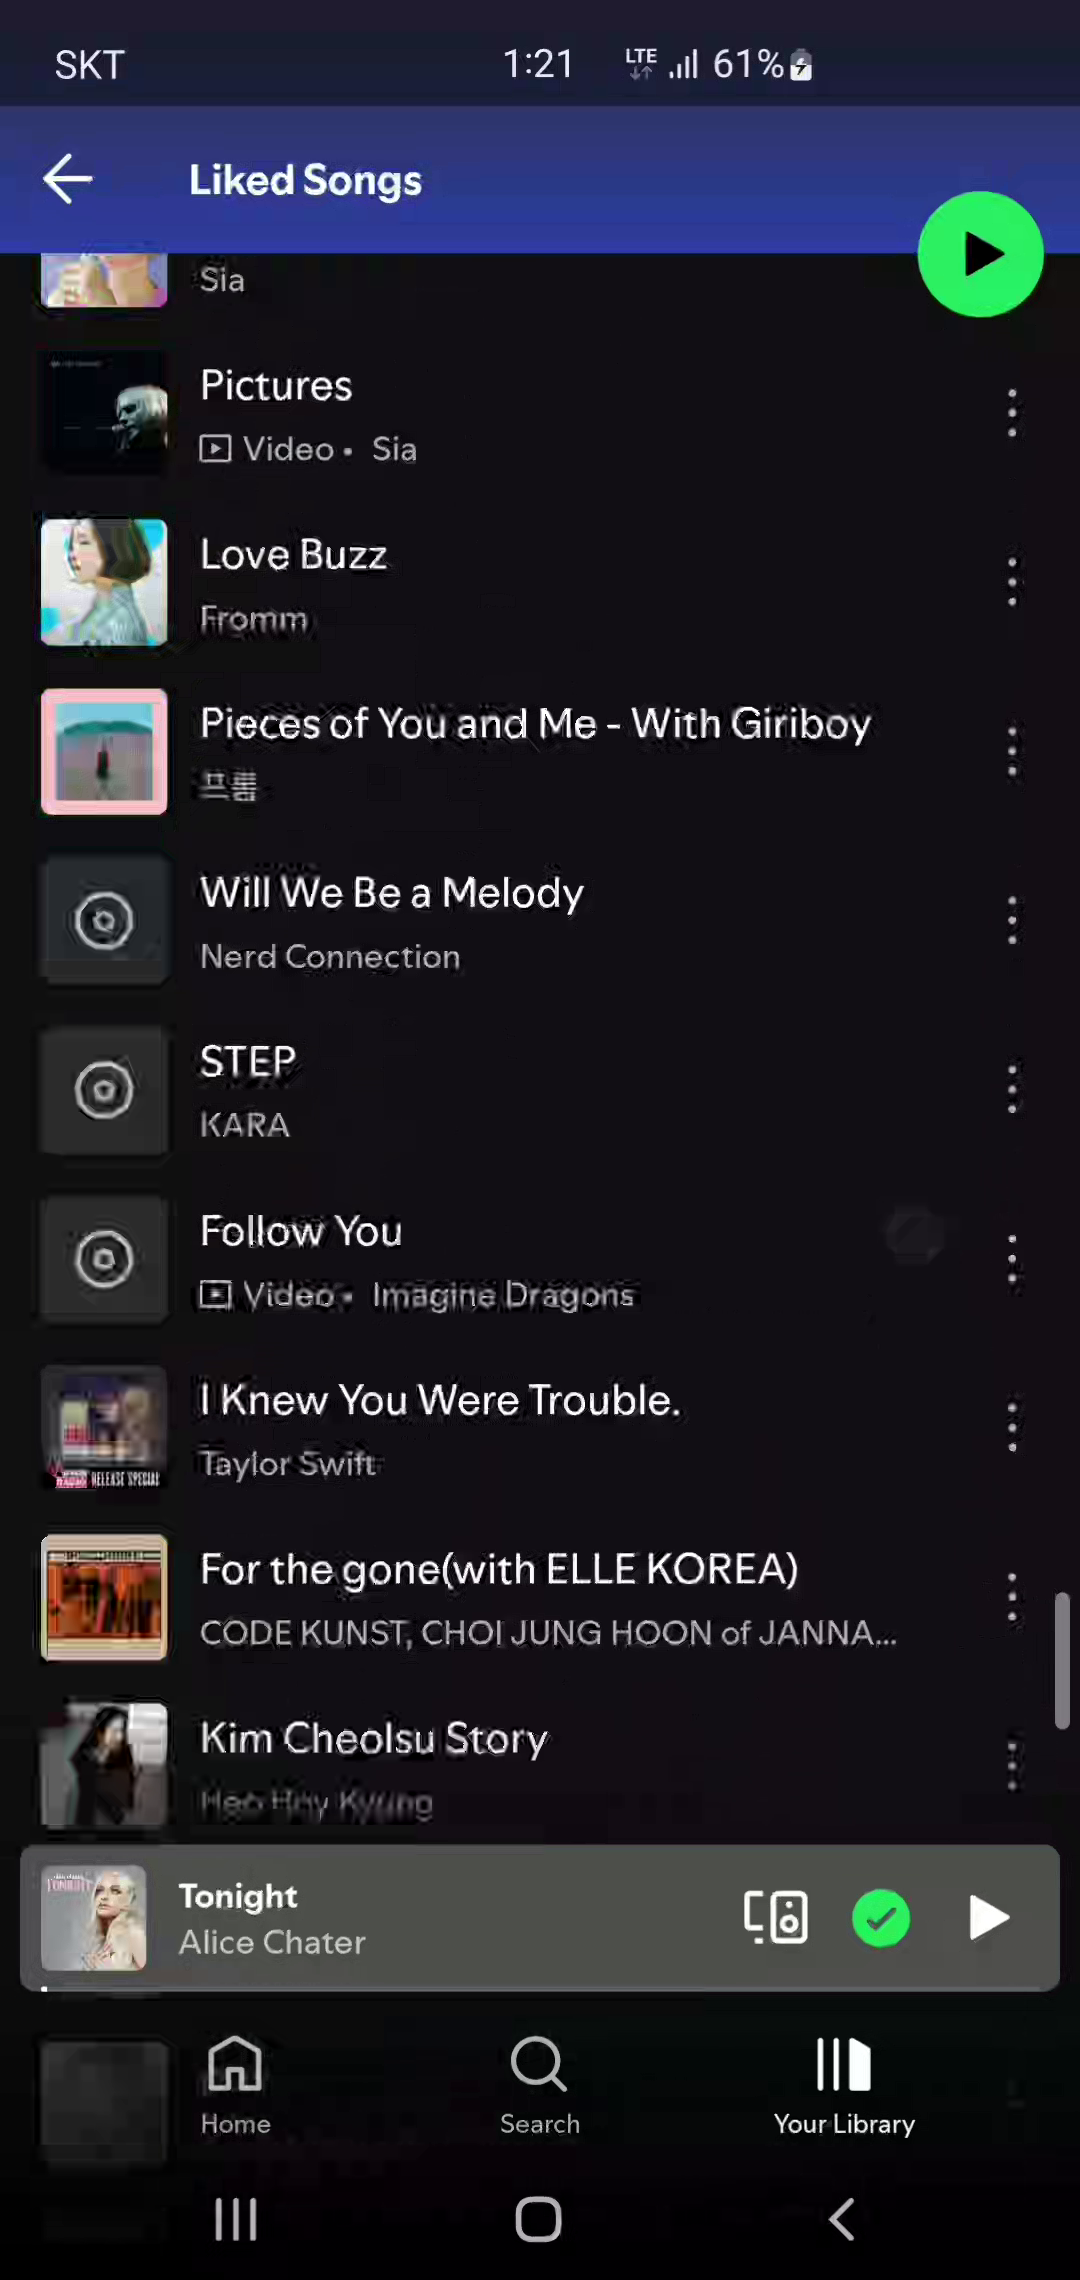 SKT
1:21
LTE
61%
Liked Songs
Sia
Pictures
Video • Sia
Love Buzz
Fromm
Pieces of You and Me - With Giriboy
프롬
Will We Be a Melody
Nerd Connection
STEP
KARA
Follow You
Video • Imagine Dragons
I Knew You Were Trouble.
Taylor Swift
RELEASE SPECIAL
For the gone(with ELLE KOREA)
CODE KUNST, CHOI JUNG HOON of JANNA...
Kim Cheolsu Story
Heo Hoy Kyung
TONIGHT
Tonight
Alice Chater
Home
Search
Your Library